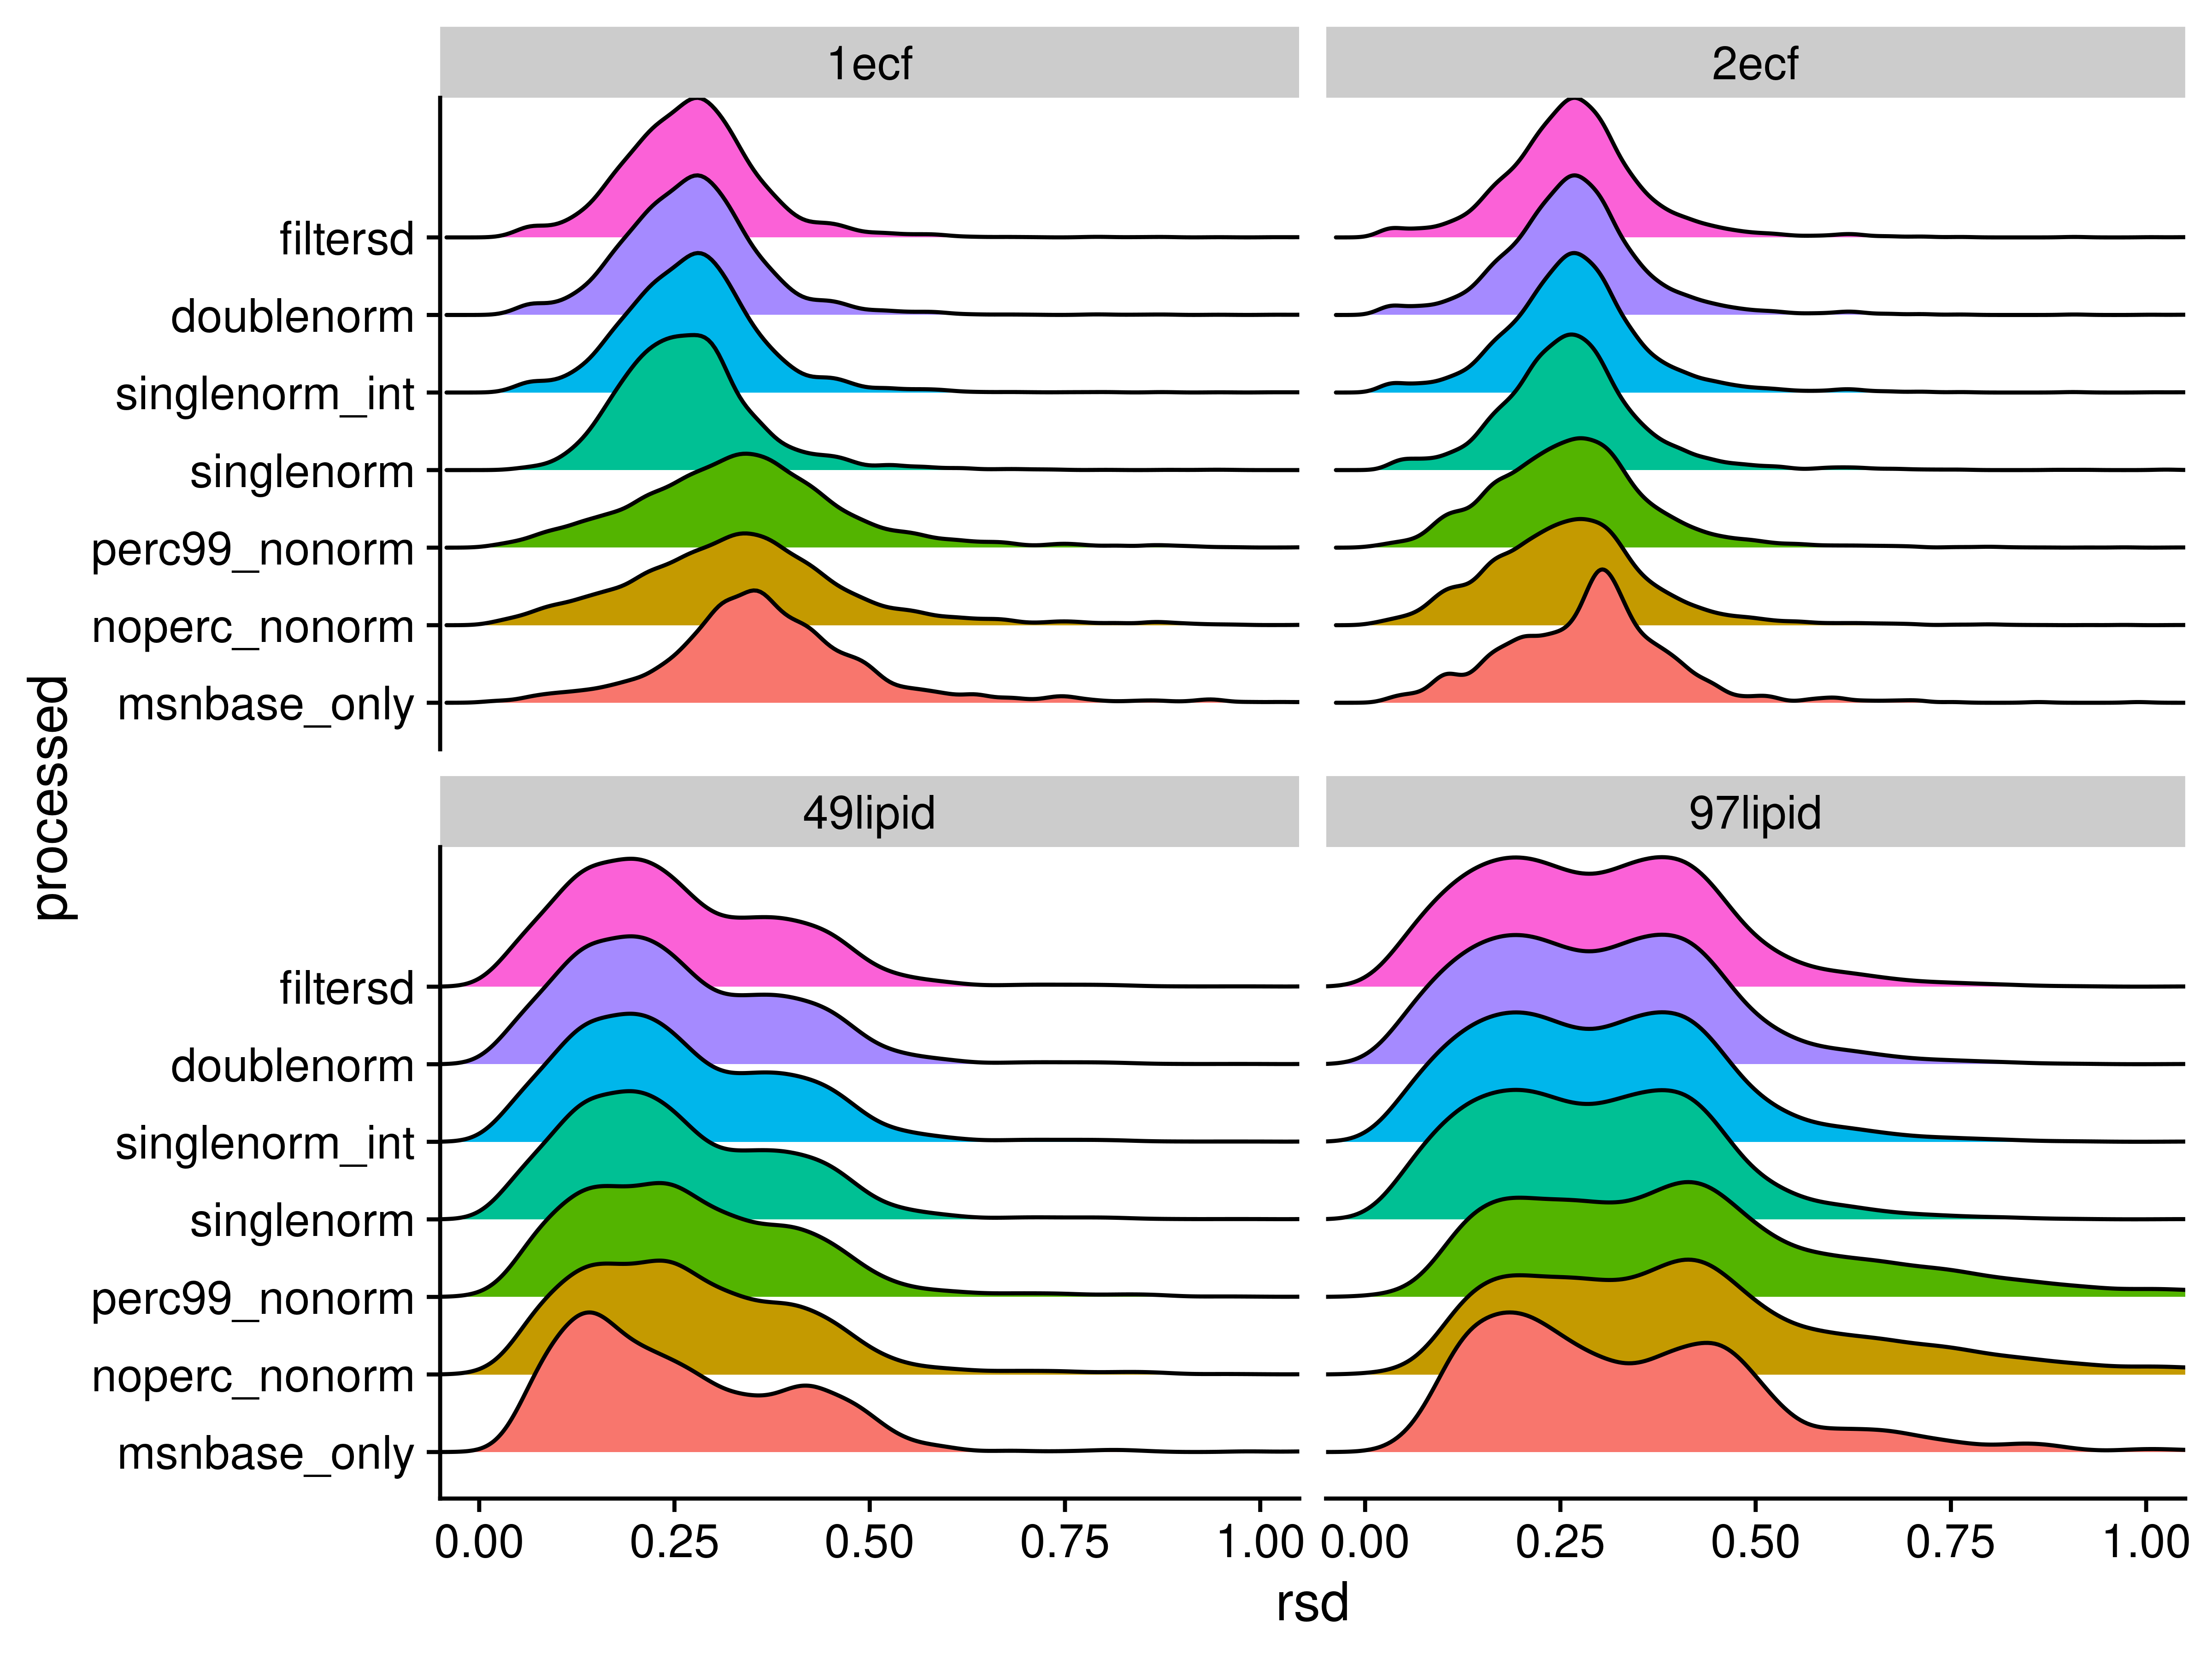 1ecf
2ecf
filtersd
doublenorm
singlenorm_int
singlenorm
perc99_nonorm
noperc_nonorm
msnbase_only
processed
49lipid
97lipid
filtersd
doublenorm
singlenorm_int
singlenorm
perc99_nonorm
noperc_nonorm
msnbase_only
0.00 0.25 0.50 0.75 1.00 0.00 0.25 0.50 0.75 1.00
rsd